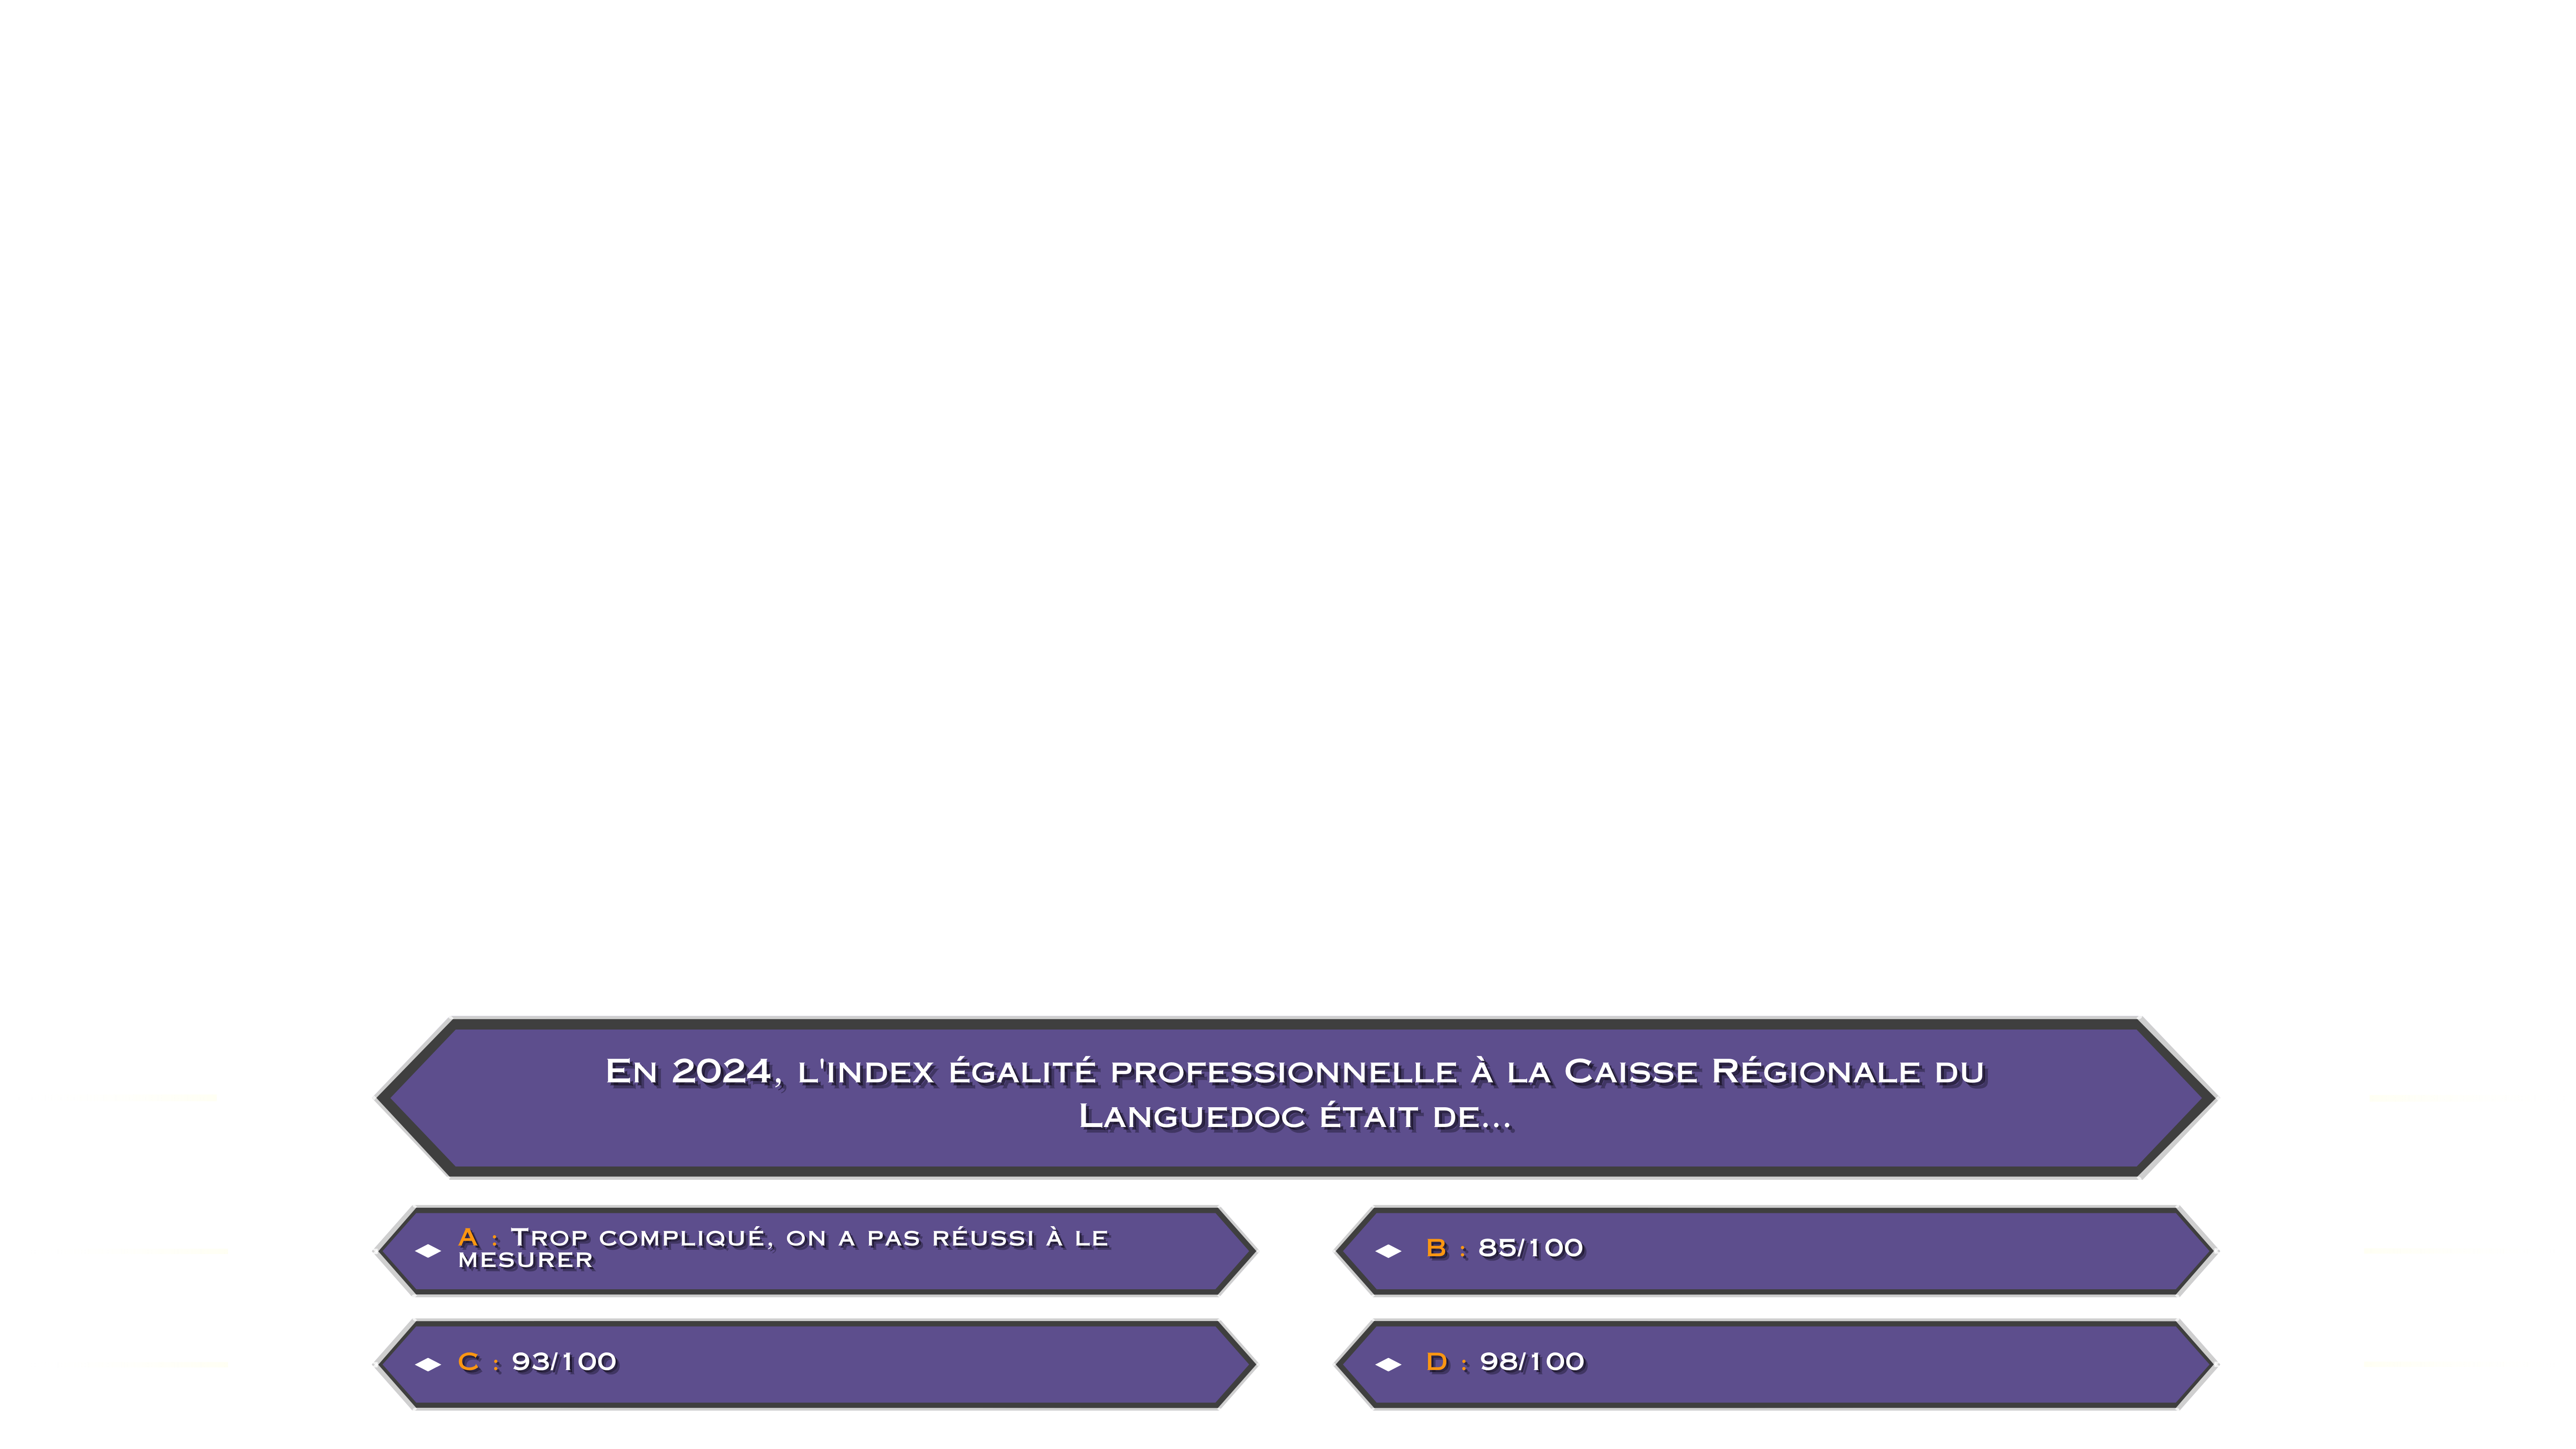 En 2024, l'index égalité professionnelle à la Caisse Régionale du
Languedoc était de...
A : Trop compliqué, on a pas réussi à le
mesurer
B : 85/100
C : 93/100
D : 98/100